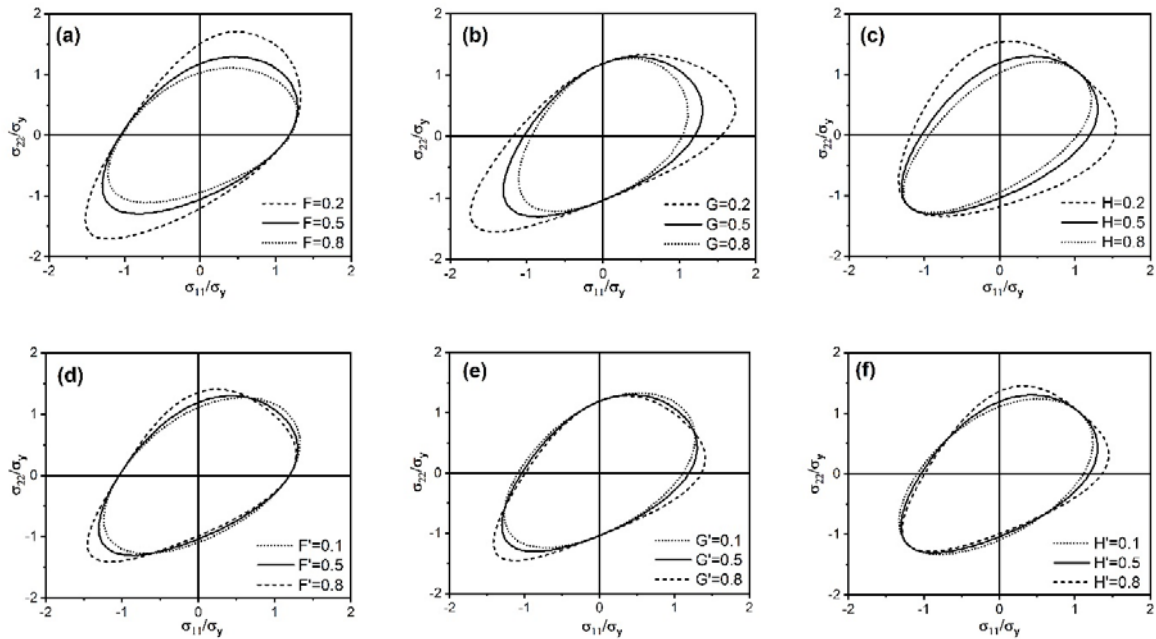 (a)
2
1
0
-1
-2
σ22/σy
-2 -1 0 1 2
σ11/σy
F=0.2
F=0.5
F=0.8
(b)
2
1
0
-1
-2
σ22/σy
-2 -1 0 1 2
σ11/σy
G=0.2
G=0.5
G=0.8
(c)
2
1
0
-1
-2
σ22/σy
-2 -1 0 1 2
σ11/σy
H=0.2
H=0.5
H=0.8
(d)
2
1
0
-1
-2
σ22/σy
-2 -1 0 1 2
σ11/σy
F'=0.1
F'=0.5
F'=0.8
(e)
2
1
0
-1
-2
σ22/σy
-2 -1 0 1 2
σ11/σy
G'=0.1
G'=0.5
G'=0.8
(f)
2
1
0
-1
-2
σ22/σy
-2 -1 0 1 2
σ11/σy
H'=0.1
H'=0.5
H'=0.8